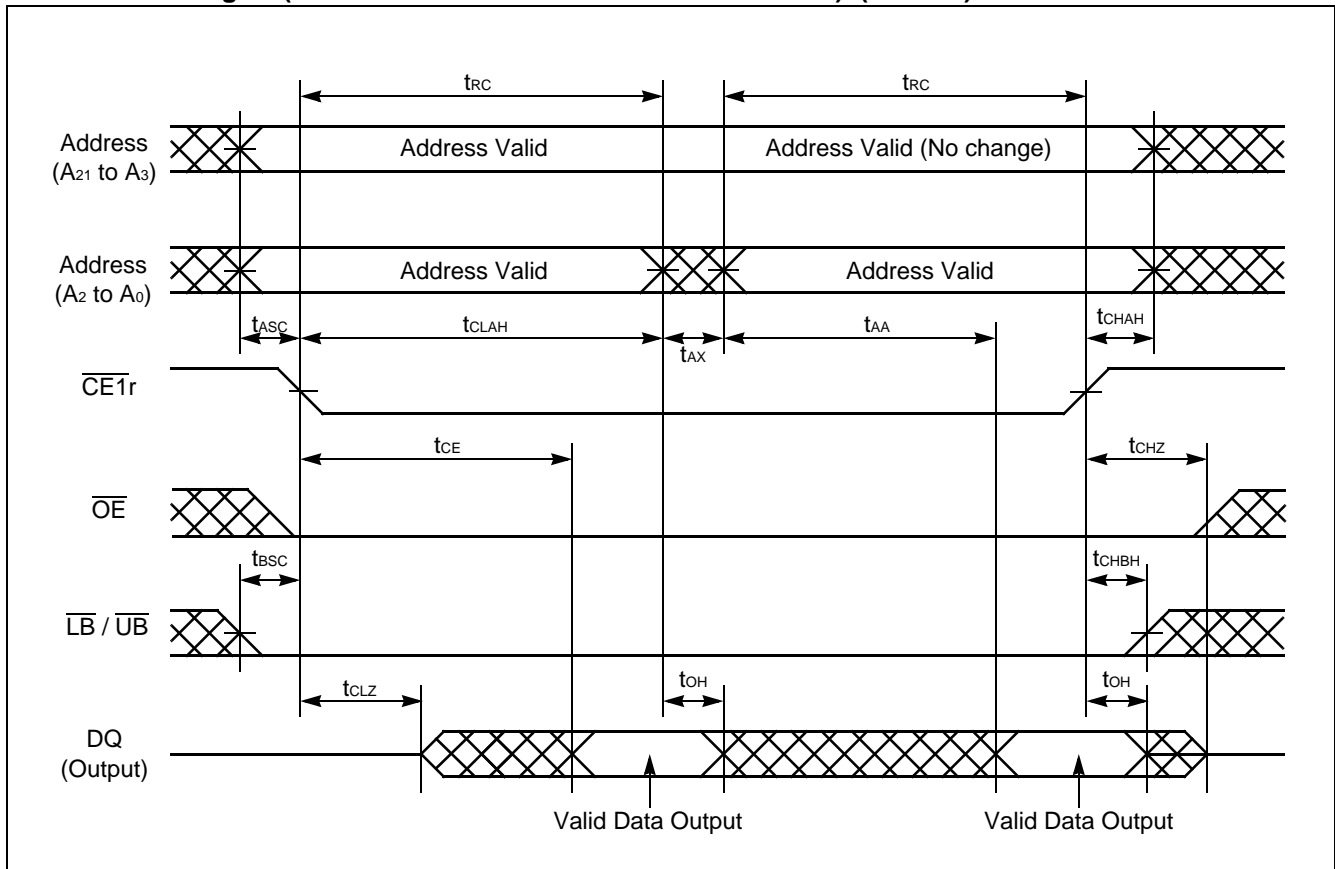 tRC tRC
Address
(A21 to A3)
Address Valid Address Valid (No change)
Address
(A2 to A0)
Address Valid Address Valid
tASC tCLAH tAX tAA tCHAH
CE1r
tCE tCHZ
OE
tBSC tCHBH
LB / UB
tCLZ tOH tOH
DQ
(Output)
Valid Data Output Valid Data Output